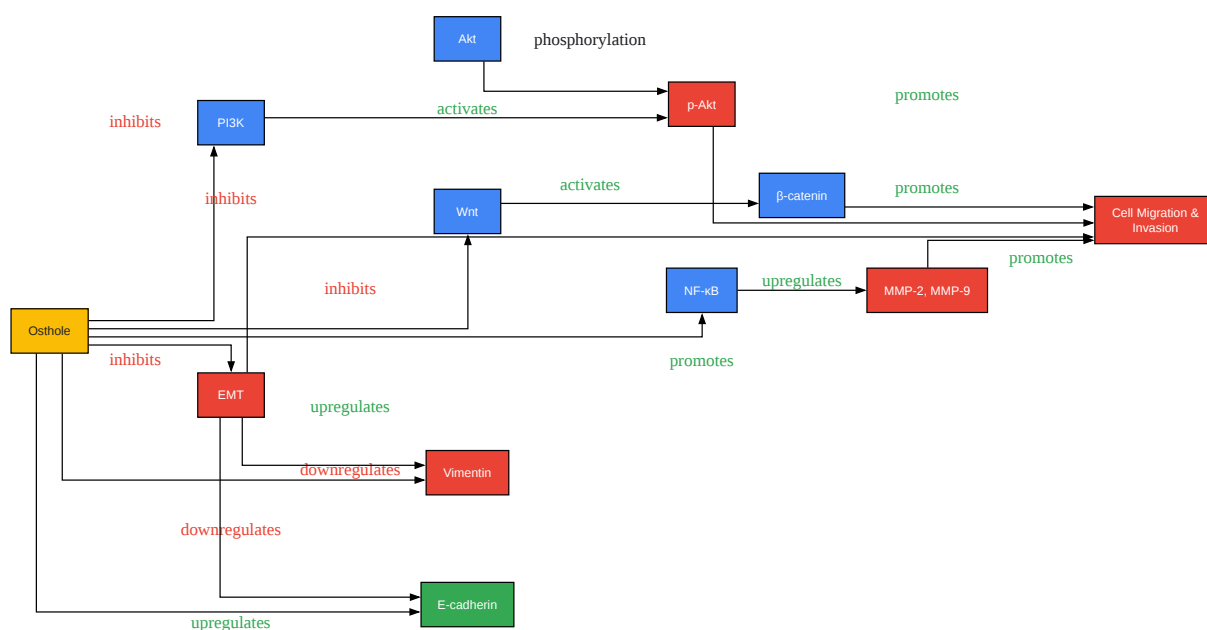 Akt
phosphorylation
promotes
p-Akt
activates
inhibits
PI3K
activates
promotes
β-catenin
inhibits
Wnt
Cell Migration &
Invasion
promotes
upregulates
inhibits
NF-κB
MMP-2, MMP-9
Osthole
inhibits
promotes
EMT
upregulates
downregulates
Vimentin
downregulates
E-cadherin
upregulates